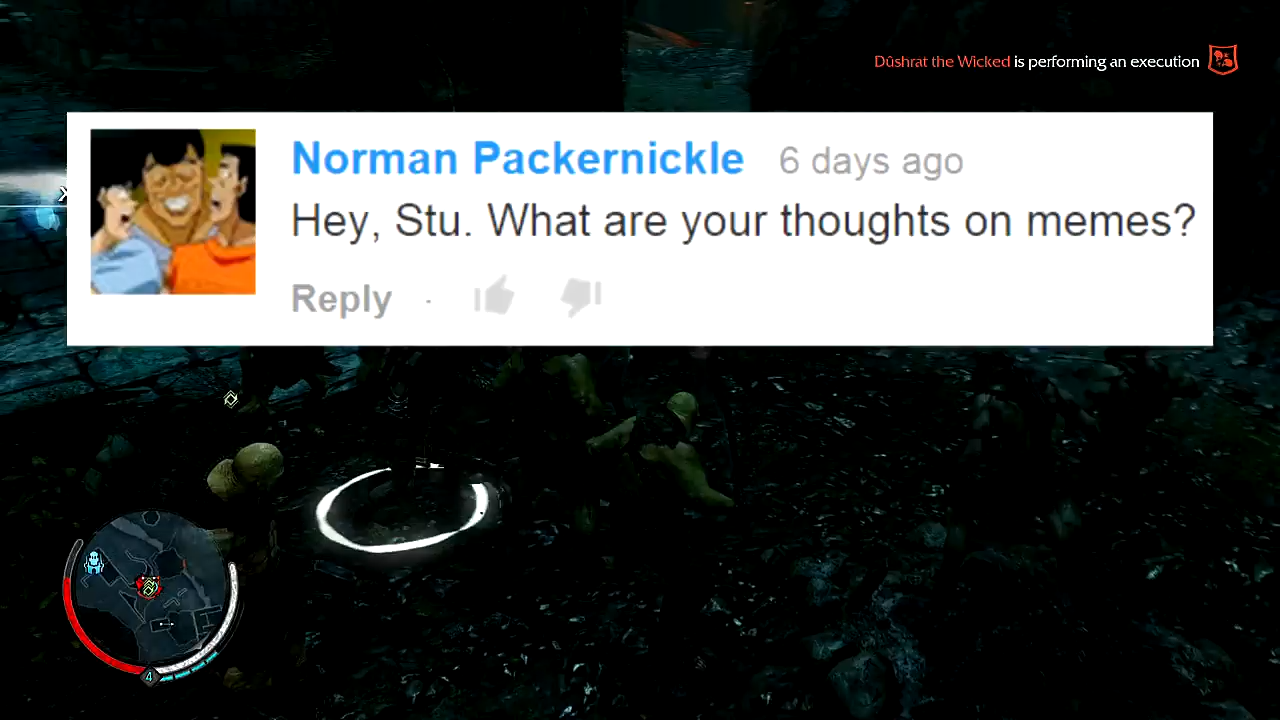 Dûshrat the Wicked is performing an execution
Norman Packernickle 6 days ago
Hey, Stu. What are your thoughts on memes?
Reply ·
4